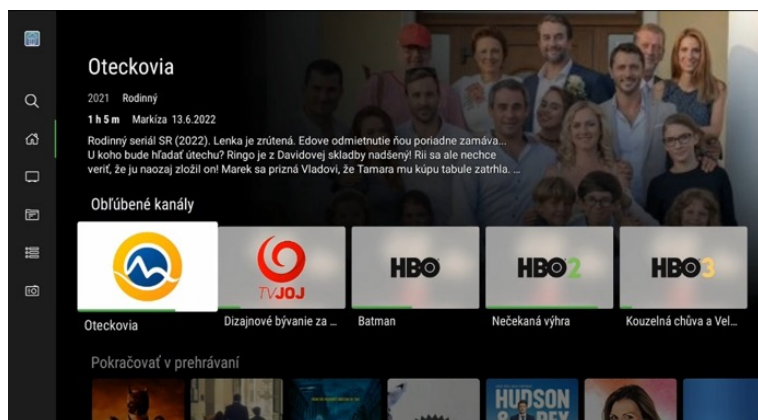 Oteckovia
2021 Rodinný
1 h 5 m Markíza 13.6.2022
Rodinný seriál SR (2022). Lenka je zrútená. Edove odmietnutie ňou poriadne zamáva...
U koho bude hľadať útechu? Ringo je z Davidovej skladby nadšený! Rii sa ale nechce
veriť, že ju naozaj zložil on! Marek sa prizná Vladovi, že Tamara mu kúpu tabule zatrhla. ...
Obľúbené kanály
TVJOJ
HBO
HBO2
HBO3
Oteckovia
Dizajnové bývanie za ...
Batman
Nečekaná výhra
Kouzelná chůva a Vel...
Pokračovať v prehrávaní
HUDSON
& REX